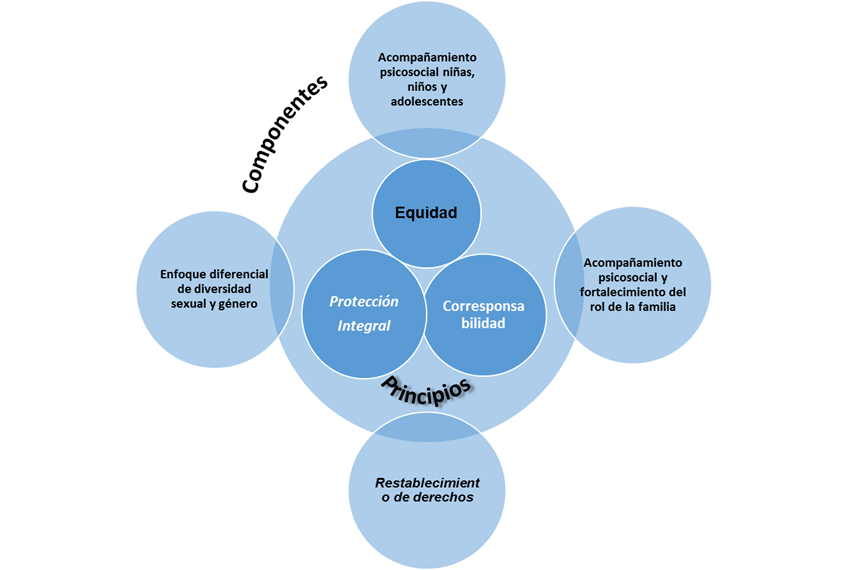 Acompañamiento
psicosocial niñas,
niños y
adolescentes
Componentes
Equidad
Enfoque diferencial
de diversidad
sexual y género
Protección
Integral
Corresponsa
bilidad
Acompañamiento
psicosocial y
fortalecimiento del
rol de la familia
Principios
Restablecimient
o de derechos